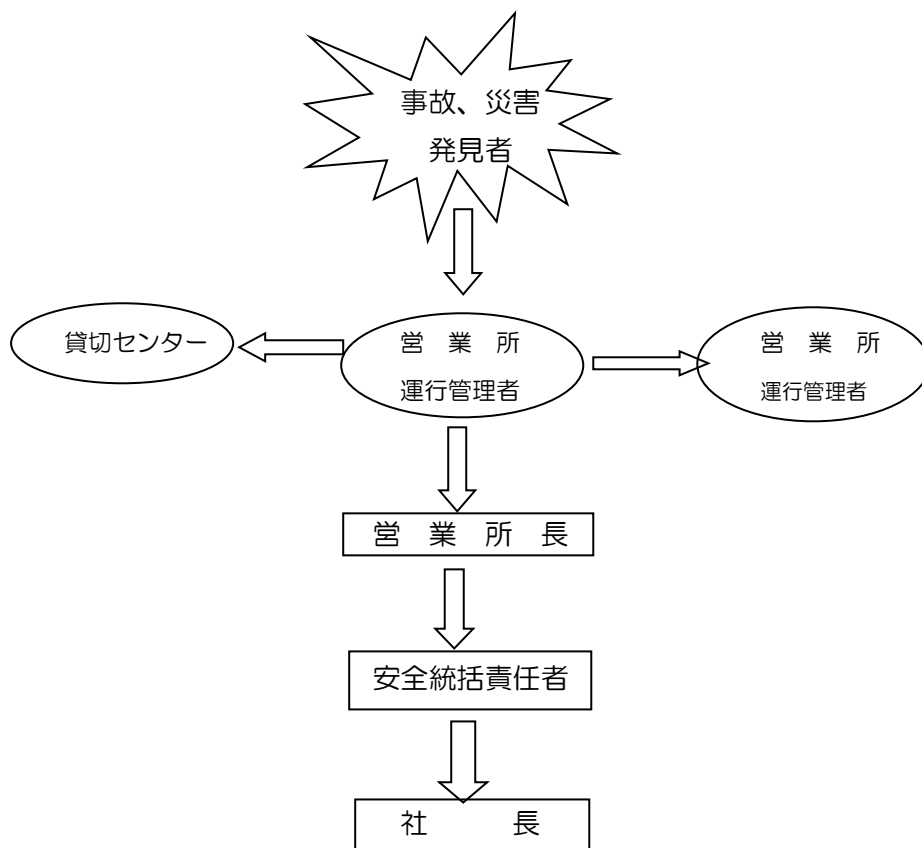 事故、災害
発見者
貸切センター
営　業　所
運行管理者
営　業　所
運行管理者
営　業　所　長
安全統括責任者
社　　　長